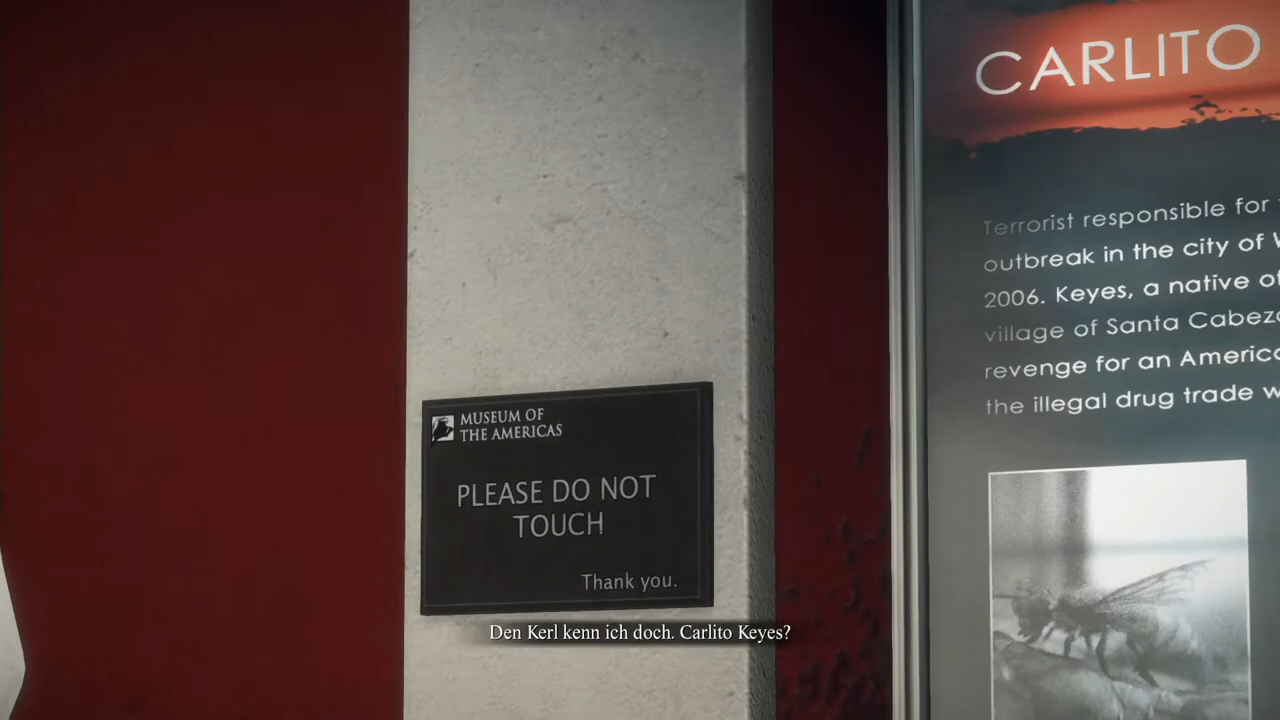 MUSEUM OF
THE AMERICAS
PLEASE DO NOT
TOUCH
Thank you.
CARLITO
Terrorist responsible for
outbreak in the city of
2006. Keyes, a native of
village of Santa
revenge for an
the illegal drug trade
Den Kerl kenn ich doch. Carlito Keyes?